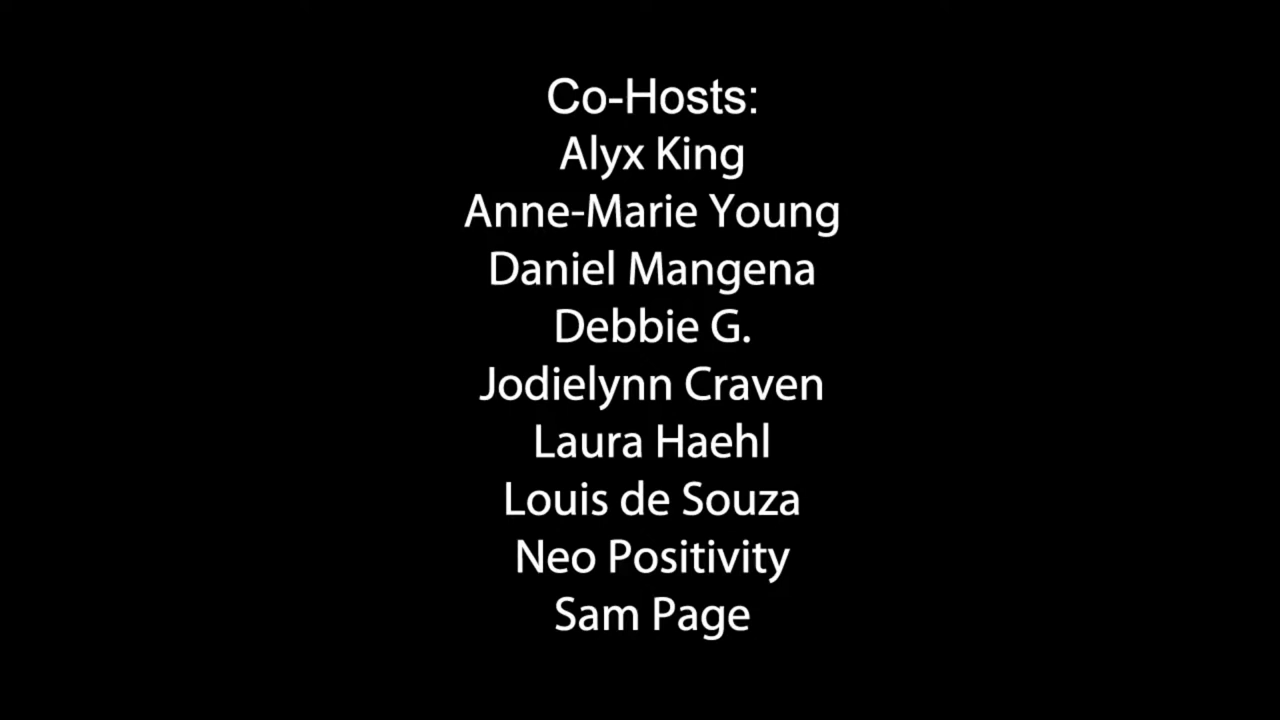 Co-Hosts:
Alyx King
Anne-Marie Young
Daniel Mangena
Debbie G.
Jodielynn Craven
Laura Haehl
Louis de Souza
Neo Positivity
Sam Page